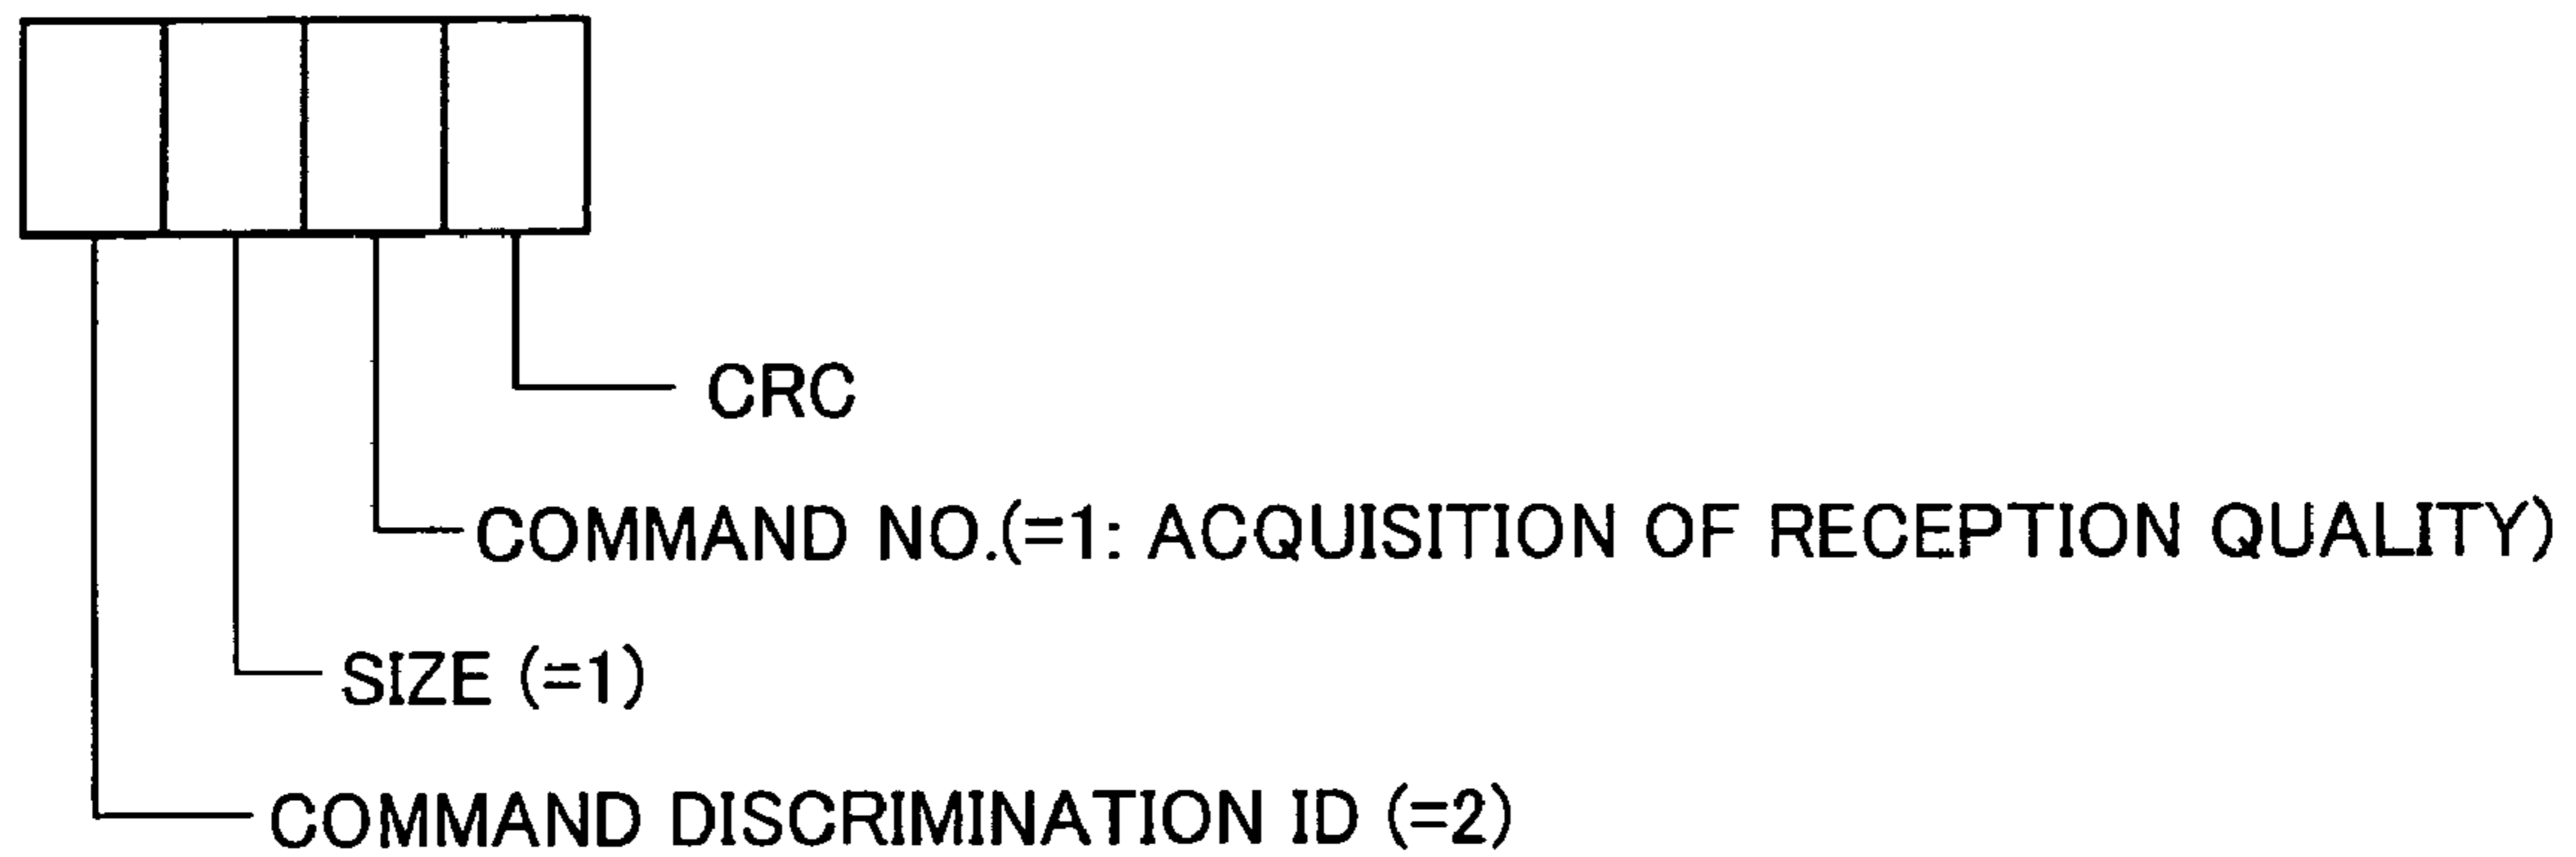 CRC
COMMAND NO.(=1: ACQUISITION OF RECEPTION QUALITY)
SIZE (=1)
COMMAND DISCRIMINATION ID (=2)